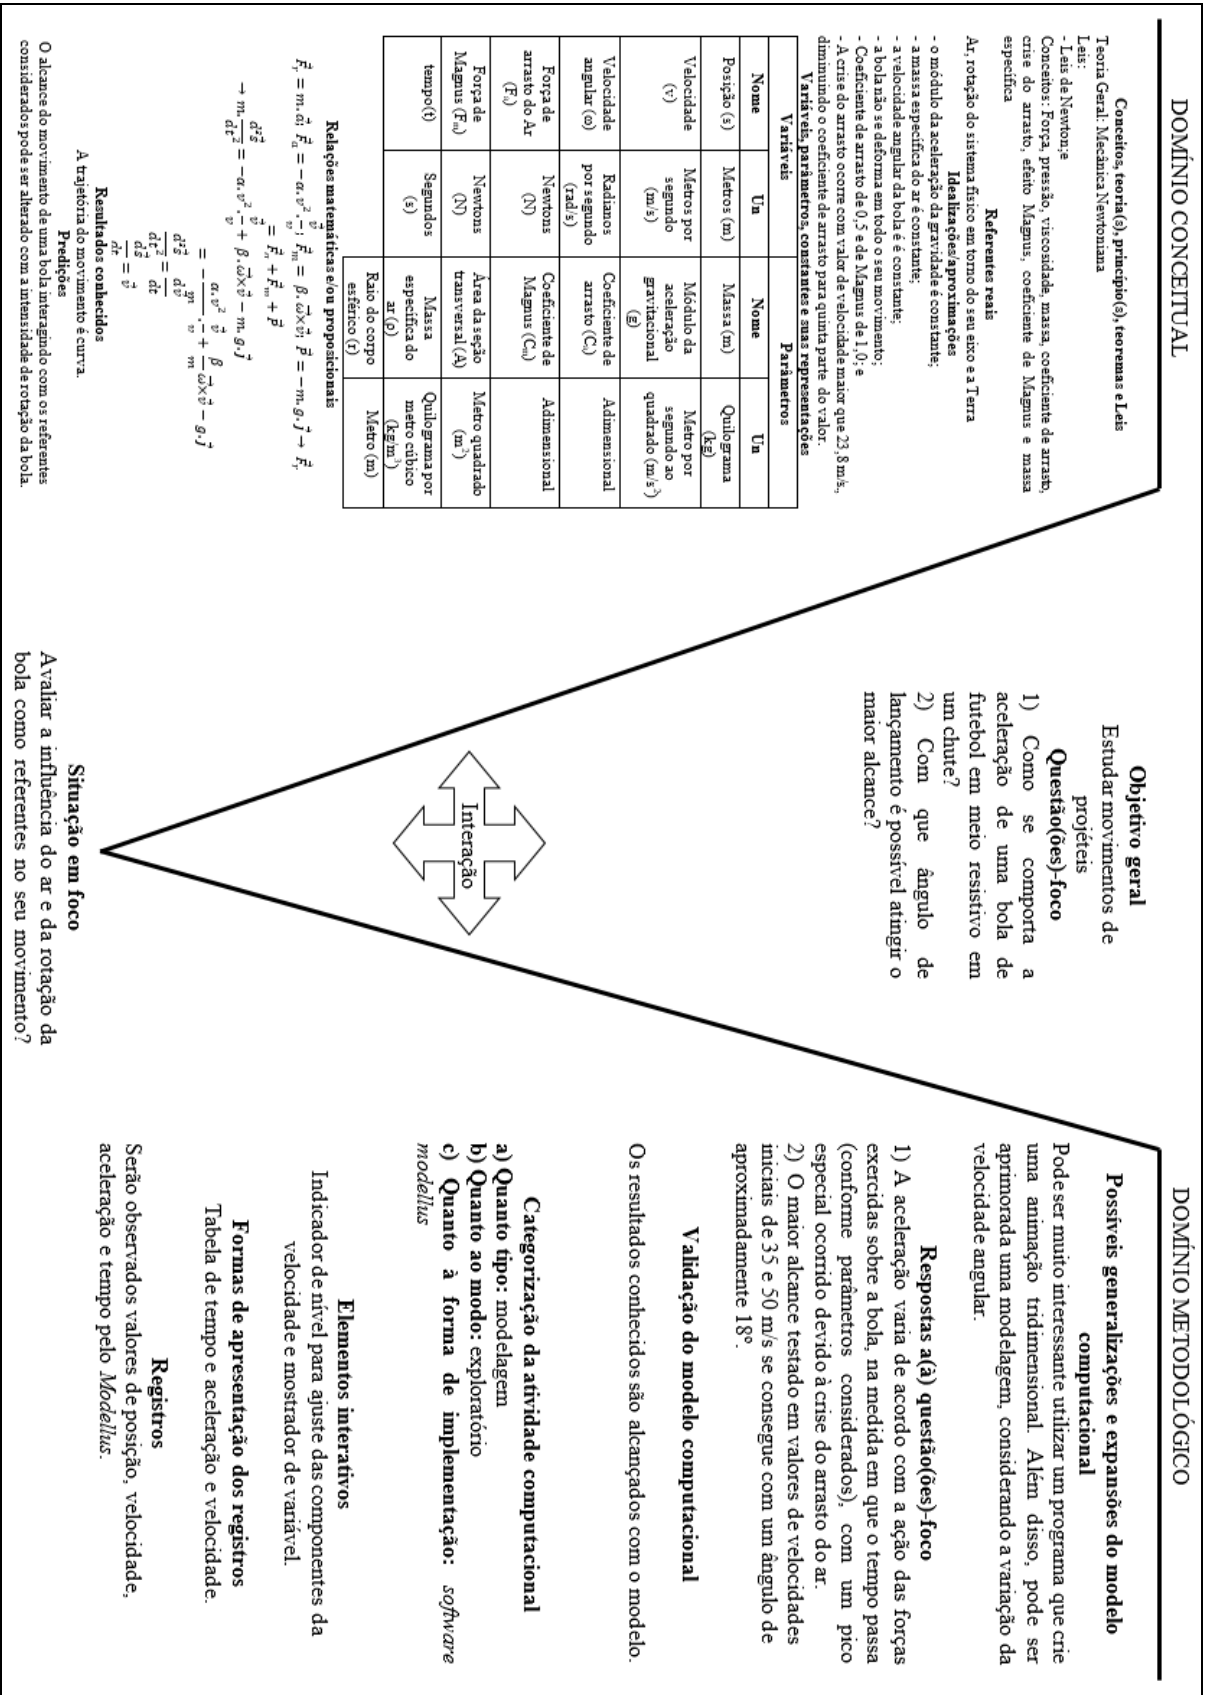 DOMÍNIO CONCEITUAL
Conceitos, teoria(s), princípio(s), teoremas e Leis
Teoria Geral: Mecânica Newtoniana
Leis:
- Leis de Newton;e
Conceitos: Força, pressão, viscosidade, massa, coeficiente de arrasto,
crise do arrasto, efeito Magnus, coeficiente de Magnus e massa
específica
Referentes reais
Ar, rotação do sistema físico em torno do seu eixo e a Terra
Idealizações/aproximações
- o módulo da aceleração da gravidade é constante;
- a massa especifica do ar é constante;
- a velocidade angular da bola é é constante;
- a bola não se deforma em todo o seu movimento;
- Coeficiente de arrasto de 0,5 e de Magnus de 1,0; e
- A crise do arrasto ocorre com valor de velocidade maior que 23,8 m/s,
diminuindo o coeficiente de arrasto para quinta parte do valor.
Variáveis, parâmetros, constantes e suas representações
Variáveis Parâmetros
Nome Un Nome Un
Posição (s) Metros (m) Massa (m) Quilograma (kg)
Velocidade (v) Metros por segundo (m/s) Módulo da aceleração gravitacional (g) Metro por segundo ao quadrado (m/s²)
Velocidade angular (ω) Radianos por segundo (rad/s) Coeficiente de arrasto (Cₐ) Adimensional
Força de arrasto do Ar (Fₐ) Newtons (N) Coeficiente de Magnus (Cₘ) Adimensional
Força de Magnus (Fₘ) Newtons (N) Área da seção transversal (A) Metro quadrado (m²)
tempo(t) Segundos (s) Massa especifica do ar (ρ) Quilograma por metro cúbico (kg/m³)
Raio do corpo esférico (r) Metro (m)
Relações matemáticas e/ou proposicionais
F⃗ᵣ = m.a⃗; F⃗ₐ = −α.v².v⃗/v; F⃗ₘ = β.ω⃗×v⃗; P⃗ = −m.g.j⃗ → F⃗ᵣ
= F⃗ₐ + F⃗ₘ + P⃗
→ m.d²s⃗/dt² = −α.v².v⃗/v + β.ω⃗×v⃗ − m.g.j⃗
= −α.v²/m.v⃗/v + β/m ω⃗×v⃗ − g.j⃗
d²s⃗/dt² = dv⃗/dt
ds⃗/dt = v⃗
Resultados conhecidos
A trajetória do movimento é curva.
Predições
O alcance do movimento de uma bola interagindo com os referentes
considerados pode ser alterado com a intensidade de rotação da bola.
Objetivo geral
Estudar movimentos de
projéteis
Questão(ões)-foco
1) Como se comporta a
aceleração de uma bola de
futebol em meio resistivo em
um chute?
2) Com que ângulo de
lançamento é possível atingir o
maior alcance?
Interação
Situação em foco
Avaliar a influência do ar e da rotação da
bola como referentes no seu movimento?
DOMÍNIO METODOLÓGICO
Possíveis generalizações e expansões do modelo
computacional
Pode ser muito interessante utilizar um programa que crie
uma animação tridimensional. Além disso, pode ser
aprimorada uma modelagem, considerando a variação da
velocidade angular.
Respostas a(à) questão(ões)-foco
1) A aceleração varia de acordo com a ação das forças
exercidas sobre a bola, na medida em que o tempo passa
(conforme parâmetros considerados), com um pico
especial ocorrido devido à crise do arrasto do ar.
2) O maior alcance testado em valores de velocidades
iniciais de 35 e 50 m/s se consegue com um ângulo de
aproximadamente 18º.
Validação do modelo computacional
Os resultados conhecidos são alcançados com o modelo.
Categorização da atividade computacional
a) Quanto tipo: modelagem
b) Quanto ao modo: exploratório
c) Quanto à forma de implementação: software
modellus
Elementos interativos
Indicador de nível para ajuste das componentes da
velocidade e mostrador de variável.
Formas de apresentação dos registros
Tabela de tempo e aceleração e velocidade.
Registros
Serão observados valores de posição, velocidade,
aceleração e tempo pelo Modellus.